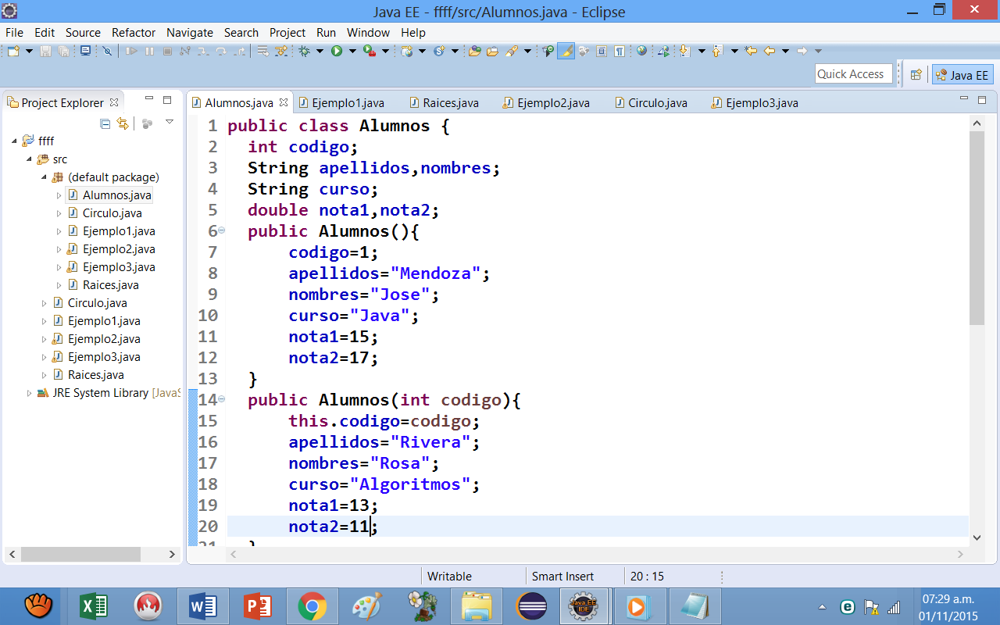 Java EE - ffff/src/Alumnos.java - Eclipse
File Edit Source Refactor Navigate Search Project Run Window Help
Quick Access
Java EE
Project Explorer
ffff
src
(default package)
Alumnos.java
Circulo.java
Ejemplo1.java
Ejemplo2.java
Ejemplo3.java
Raices.java
Circulo.java
Ejemplo1.java
Ejemplo2.java
Ejemplo3.java
Raices.java
JRE System Library [JavaS
Alumnos.java Ejemplo1.java Raices.java Ejemplo2.java Circulo.java Ejemplo3.java
1 public class Alumnos {
2 int codigo;
3 String apellidos,nombres;
4 String curso;
5 double nota1,nota2;
6 public Alumnos(){
7 codigo=1;
8 apellidos="Mendoza";
9 nombres="Jose";
10 curso="Java";
11 nota1=15;
12 nota2=17;
13 }
14 public Alumnos(int codigo){
15 this.codigo=codigo;
16 apellidos="Rivera";
17 nombres="Rosa";
18 curso="Algoritmos";
19 nota1=13;
20 nota2=11;
21 }
Writable Smart Insert 20 : 15
Java EE
IDE
07:29 a.m.
01/11/2015